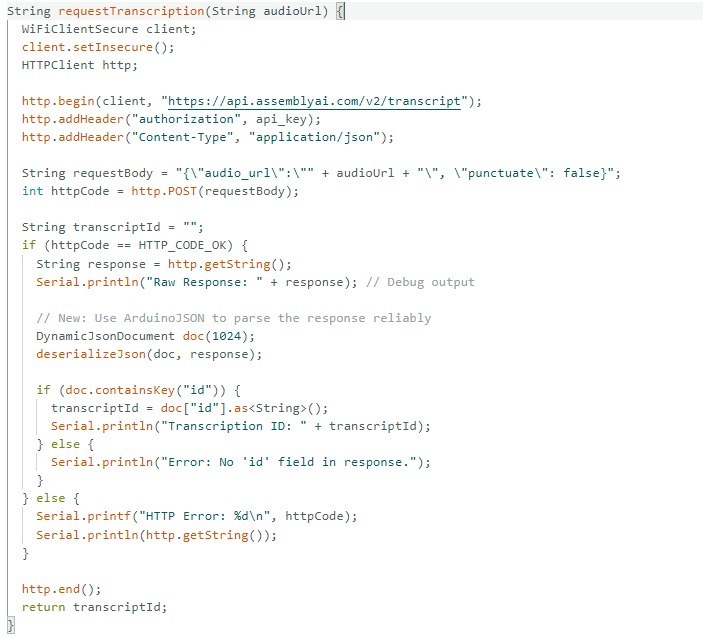 String requestTranscription(String audioUrl) {
  WiFiClientSecure client;
  client.setInsecure();
  HTTPClient http;

  http.begin(client, "https://api.assemblyai.com/v2/transcript");
  http.addHeader("authorization", api_key);
  http.addHeader("Content-Type", "application/json");

  String requestBody = "{\"audio_url\":\"" + audioUrl + "\", \"punctuate\": false}";
  int httpCode = http.POST(requestBody);

  String transcriptId = "";
  if (httpCode == HTTP_CODE_OK) {
    String response = http.getString();
    Serial.println("Raw Response: " + response); // Debug output

    // New: Use ArduinoJSON to parse the response reliably
    DynamicJsonDocument doc(1024);
    deserializeJson(doc, response);

    if (doc.containsKey("id")) {
      transcriptId = doc["id"].as<String>();
      Serial.println("Transcription ID: " + transcriptId);
    } else {
      Serial.println("Error: No 'id' field in response.");
    }
  } else {
    Serial.printf("HTTP Error: %d\n", httpCode);
    Serial.println(http.getString());
  }

  http.end();
  return transcriptId;
}